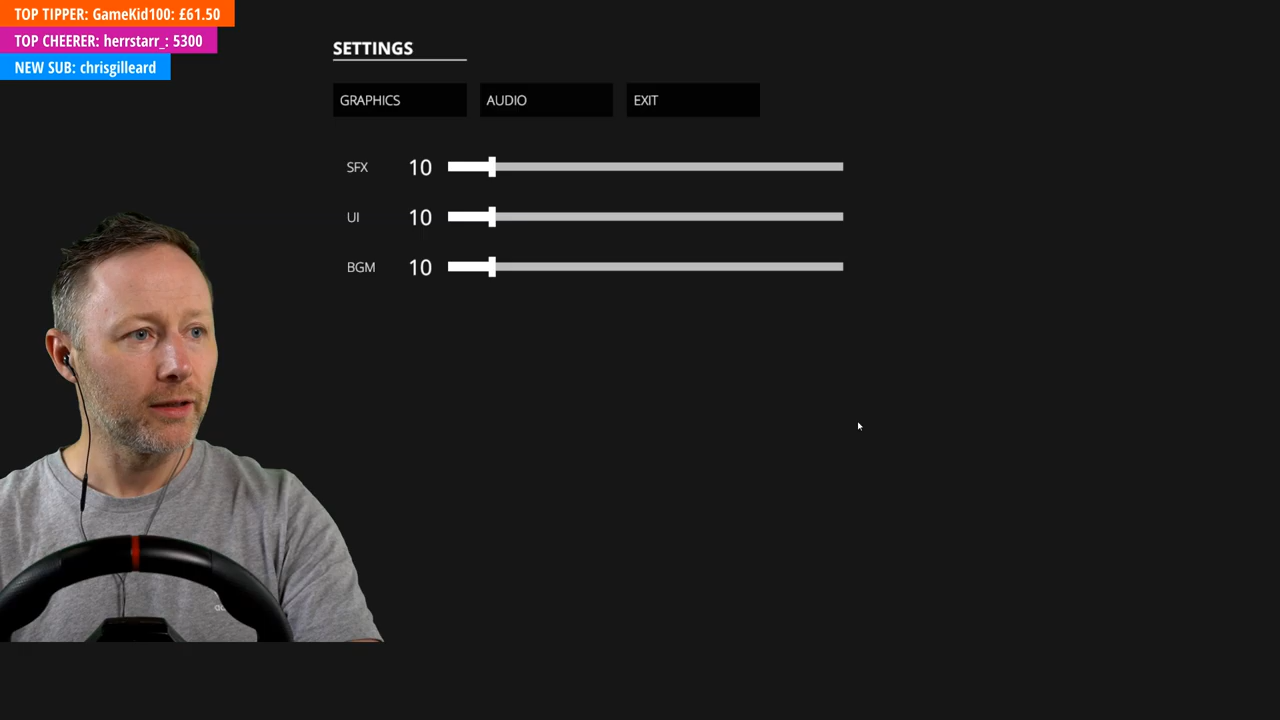 TOP TIPPER: GameKid100: £61.50
TOP CHEERER: herrstarr_: 5300
NEW SUB: chrisgilleard
SETTINGS
GRAPHICS AUDIO EXIT
SFX 10
UI 10
BGM 10